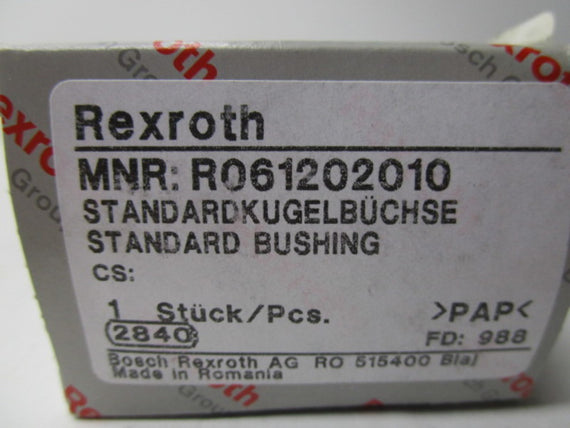 Rexroth
MNR: R061202010
STANDARDKUGELBÜCHSE
STANDARD BUSHING
CS:
1 Stück/Pcs. >PAP<
2840 FD: 988
Bosch Rexroth AG RO 515400 Blaj
Made in Romania